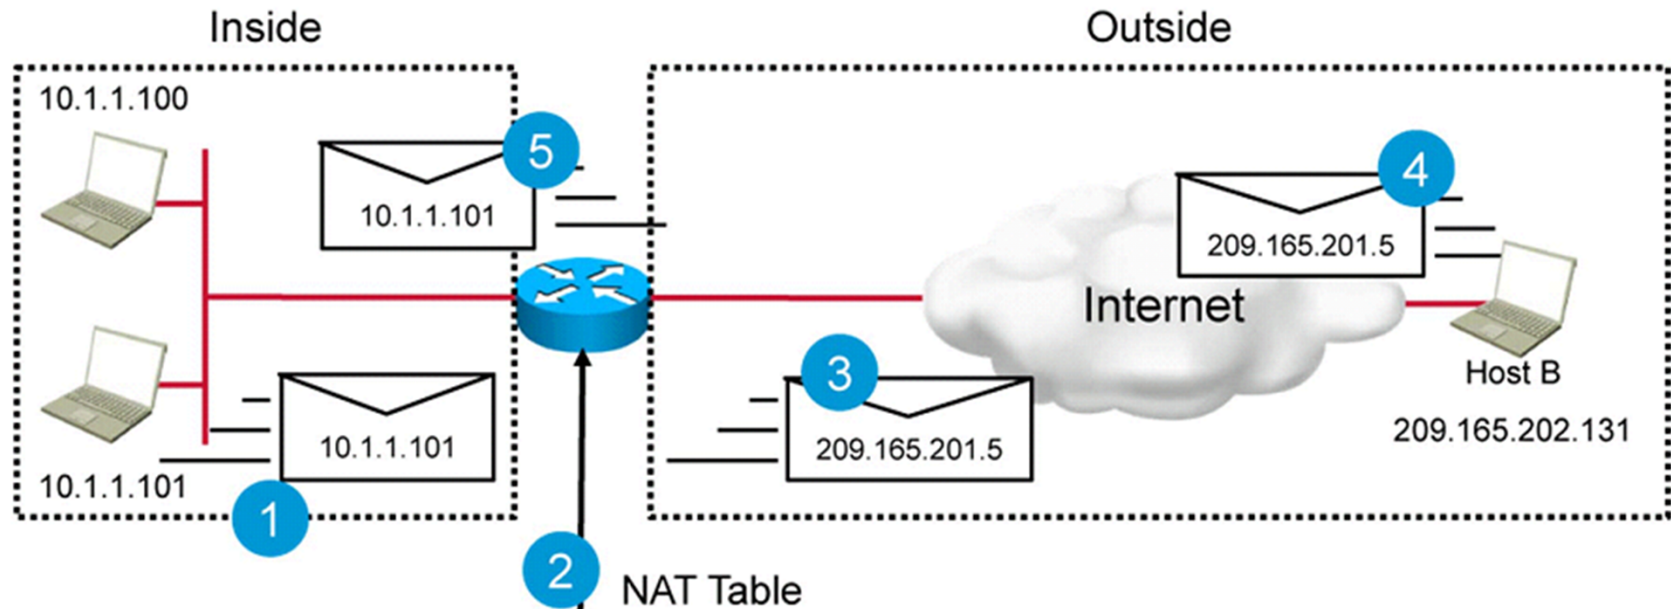 Inside
Outside
10.1.1.100
5
10.1.1.101
4
209.165.201.5
Internet
3
209.165.201.5
Host B
209.165.202.131
10.1.1.101
10.1.1.101
1
2
NAT Table